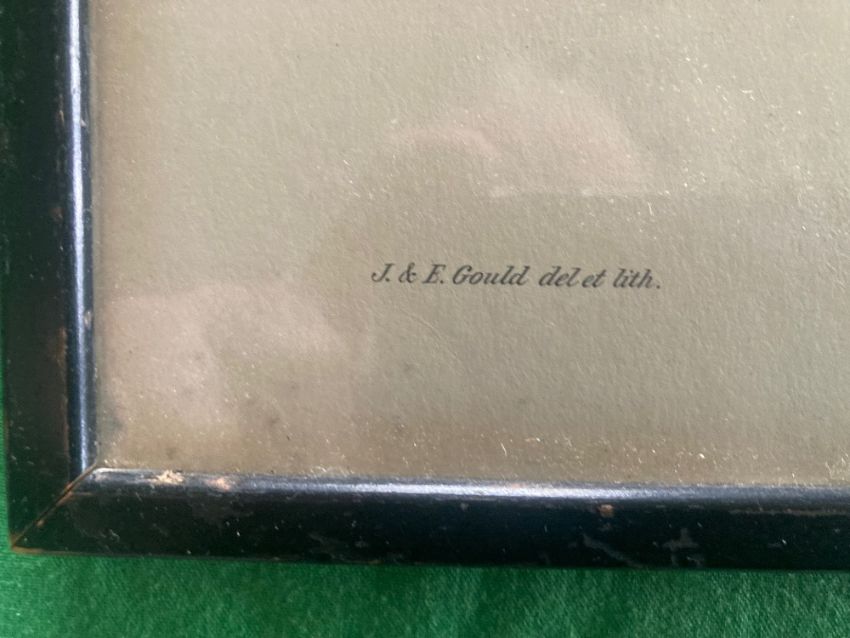 J. & E. Gould del et lith.